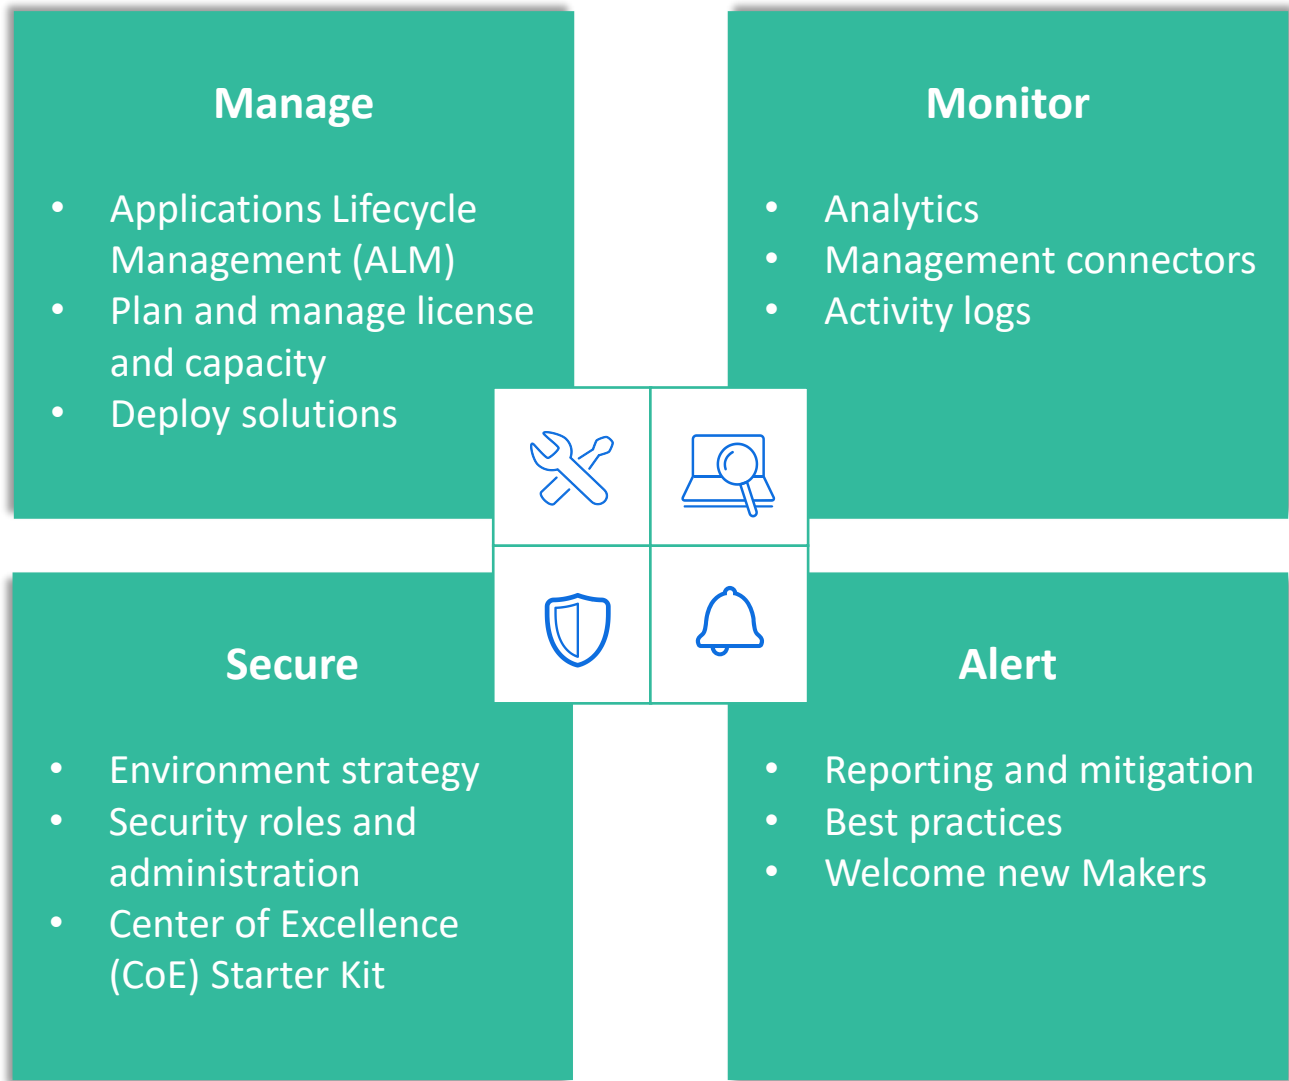 Manage
• Applications Lifecycle
Management (ALM)
• Plan and manage license
and capacity
• Deploy solutions
Monitor
• Analytics
• Management connectors
• Activity logs
Secure
• Environment strategy
• Security roles and
administration
• Center of Excellence
(CoE) Starter Kit
Alert
• Reporting and mitigation
• Best practices
• Welcome new Makers